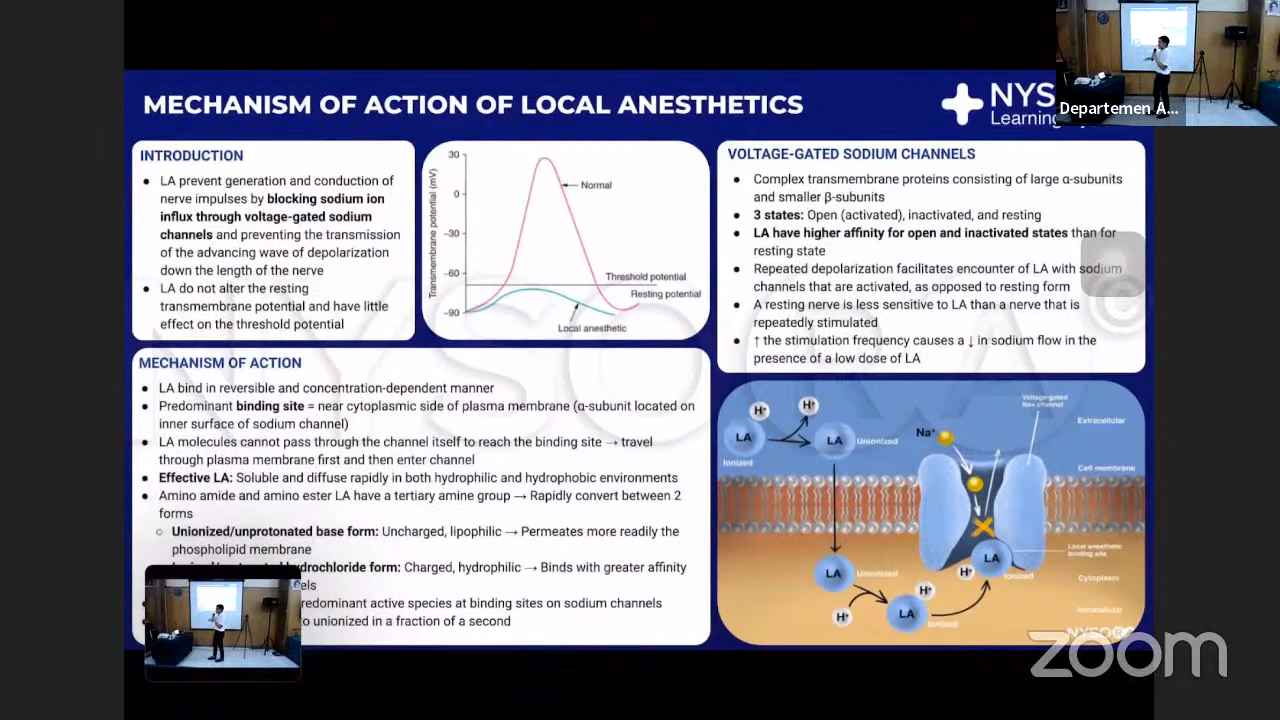 MECHANISM OF ACTION OF LOCAL ANESTHETICS
NYS
Learning
Departemen A...
INTRODUCTION
● LA prevent generation and conduction of
nerve impulses by blocking sodium ion
influx through voltage-gated sodium
channels and preventing the transmission
of the advancing wave of depolarization
down the length of the nerve
● LA do not alter the resting
transmembrane potential and have little
effect on the threshold potential
Transmembrane potential (mV)
30
0
−30
−60
−90
Normal
Threshold potential
Resting potential
Local anesthetic
VOLTAGE-GATED SODIUM CHANNELS
● Complex transmembrane proteins consisting of large α-subunits
and smaller β-subunits
● 3 states: Open (activated), inactivated, and resting
● LA have higher affinity for open and inactivated states than for
resting state
● Repeated depolarization facilitates encounter of LA with sodium
channels that are activated, as opposed to resting form
● A resting nerve is less sensitive to LA than a nerve that is
repeatedly stimulated
● ↑ the stimulation frequency causes a ↓ in sodium flow in the
presence of a low dose of LA
MECHANISM OF ACTION
● LA bind in reversible and concentration-dependent manner
● Predominant binding site = near cytoplasmic side of plasma membrane (α-subunit located on
inner surface of sodium channel)
● LA molecules cannot pass through the channel itself to reach the binding site → travel
through plasma membrane first and then enter channel
● Effective LA: Soluble and diffuse rapidly in both hydrophilic and hydrophobic environments
● Amino amide and amino ester LA have a tertiary amine group → Rapidly convert between 2
forms
○ Unionized/unprotonated base form: Uncharged, lipophilic → Permeates more readily the
phospholipid membrane
hydrochloride form: Charged, hydrophilic → Binds with greater affinity
predominant active species at binding sites on sodium channels
to unionized in a fraction of a second
H⁺
H⁺
LA
LA
Ionized
Unionized
Na⁺
Voltage-gated
Na+ channel
Extracellular
Cell membrane
Local anesthetic
binding site
LA
H⁺
Ionized
LA
Unionized
H⁺
H⁺
LA
Ionized
Cytoplasm
Intracellular
NYSORA
zoom